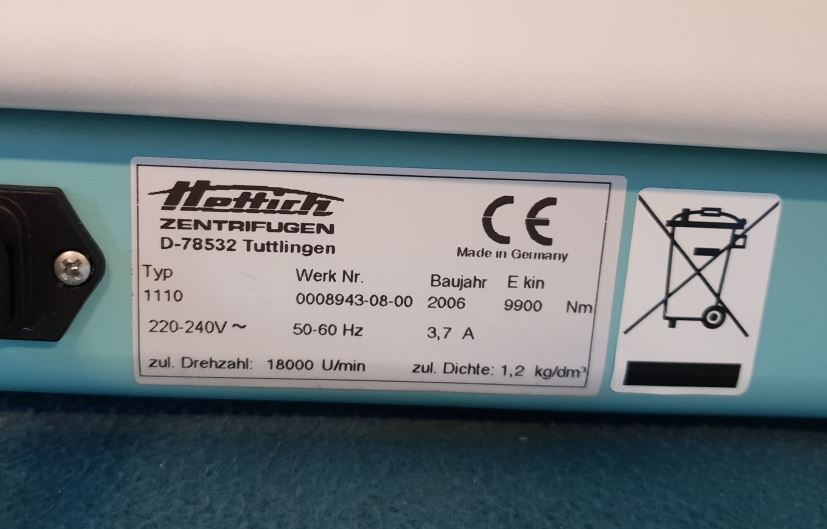 Hettich
ZENTRIFUGEN
D-78532 Tuttlingen
CE
Made in Germany
Typ Werk Nr. Baujahr E kin
1110 0008943-08-00 2006 9900 Nm
220-240V ~ 50-60 Hz 3,7 A
zul. Drehzahl: 18000 U/min zul. Dichte: 1,2 kg/dm³